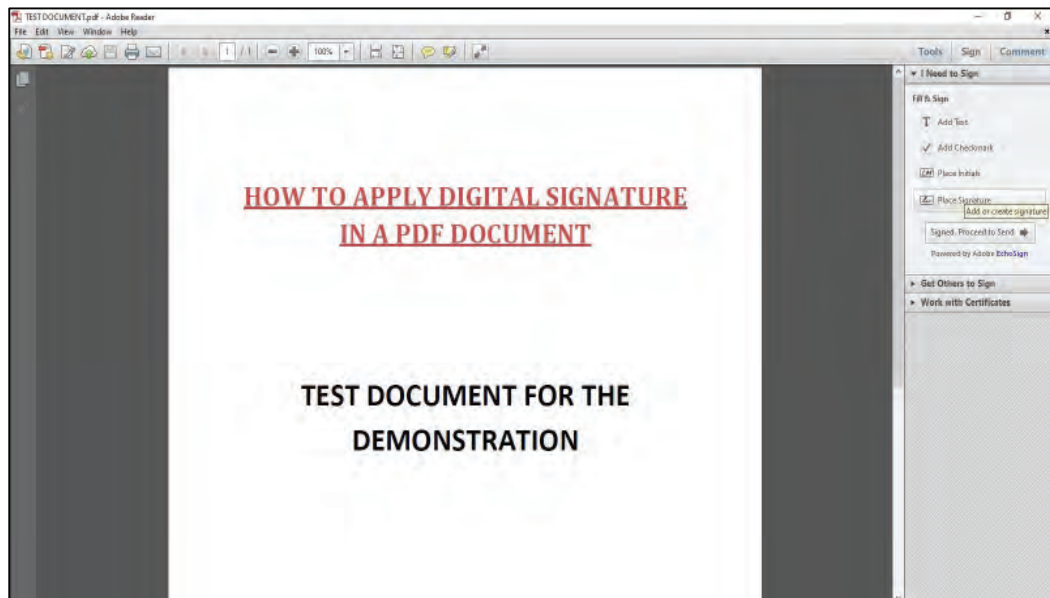 TEST DOCUMENT.pdf - Adobe Reader
File Edit View Window Help
1 / 1 100%
Tools Sign Comment
I Need to Sign
Fill & Sign
T Add Text
Add Checkmark
Place Initials
Place Signature
Add or create signature
Signed. Proceed to Send
Powered by Adobe EchoSign
Get Others to Sign
Work with Certificates
HOW TO APPLY DIGITAL SIGNATURE
IN A PDF DOCUMENT
TEST DOCUMENT FOR THE
DEMONSTRATION